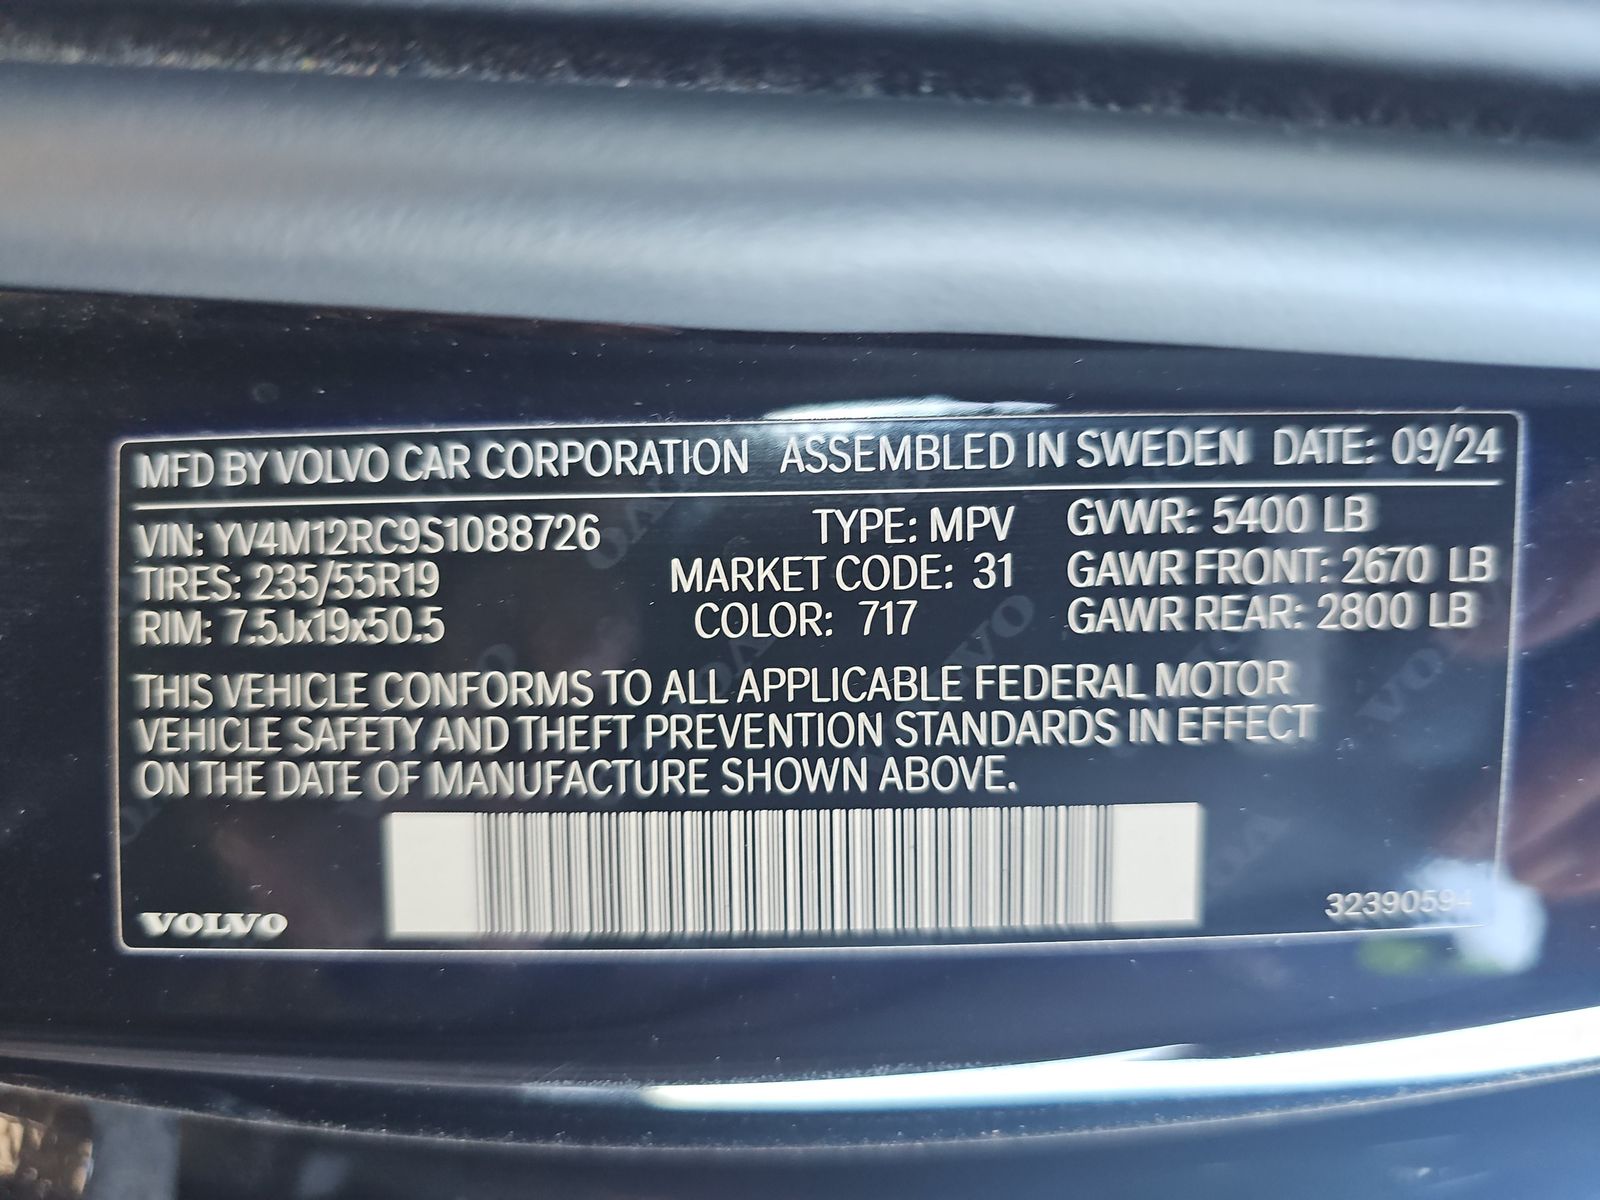 MFD BY VOLVO CAR CORPORATION ASSEMBLED IN SWEDEN DATE: 09/24
VIN: YV4M12RC9S1088726 TYPE: MPV GVWR: 5400 LB
TIRES: 235/55R19 MARKET CODE: 31 GAWR FRONT: 2670 LB
RIM: 7.5Jx19x50.5 COLOR: 717 GAWR REAR: 2800 LB
THIS VEHICLE CONFORMS TO ALL APPLICABLE FEDERAL MOTOR
VEHICLE SAFETY AND THEFT PREVENTION STANDARDS IN EFFECT
ON THE DATE OF MANUFACTURE SHOWN ABOVE.
VOLVO 32390594